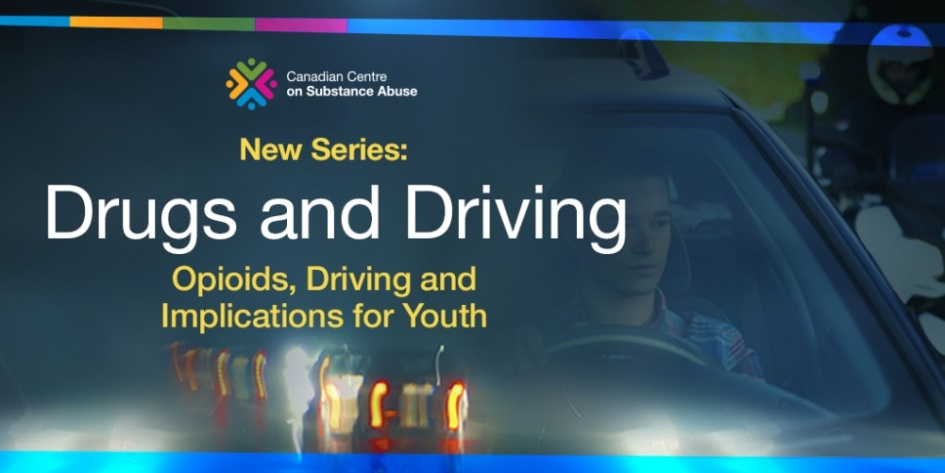 Canadian Centre
on Substance Abuse
New Series:
Drugs and Driving
Opioids, Driving and
Implications for Youth